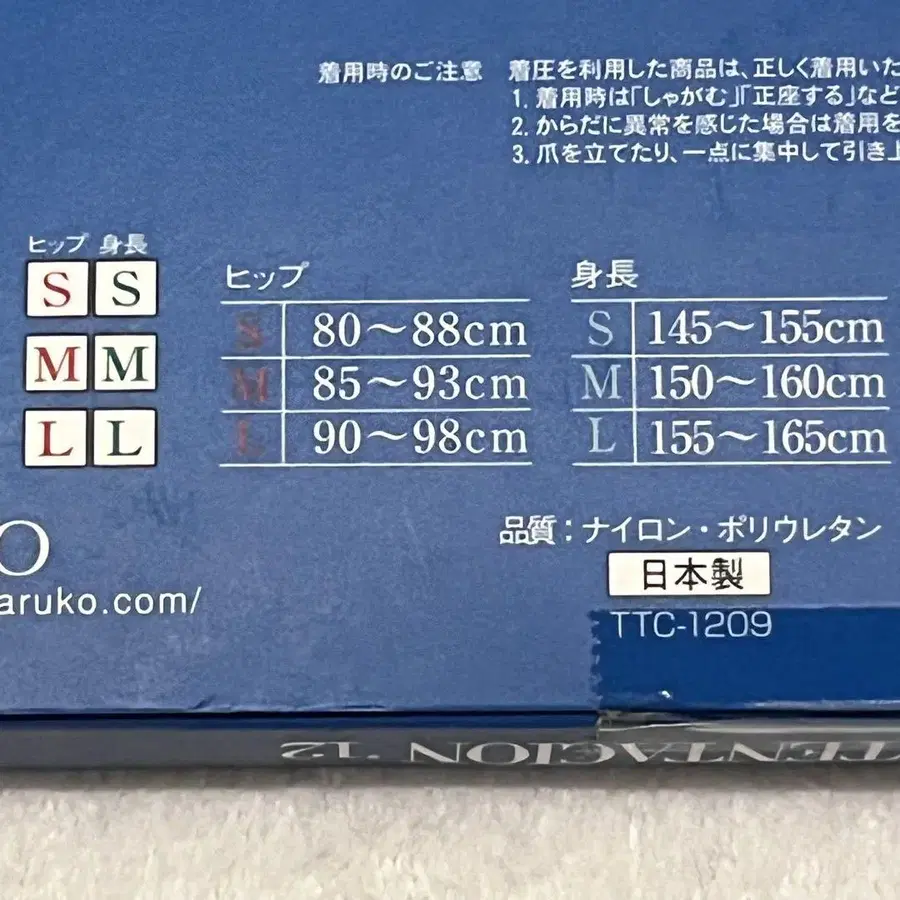 着用時のご注意 着圧を利用した商品は、正しく着用いた
1. 着用時は「しゃがむ」「正座する」など
2. からだに異常を感じた場合は着用を
3. 爪を立てたり、一点に集中して引き上
ヒップ 身長
S S
M M
L L
ヒップ
S 80〜88cm
M 85〜93cm
L 90〜98cm
身長
S 145〜155cm
M 150〜160cm
L 155〜165cm
O
aruko.com/
品質：ナイロン・ポリウレタン
日本製
TTC-1209
TENTACION '12